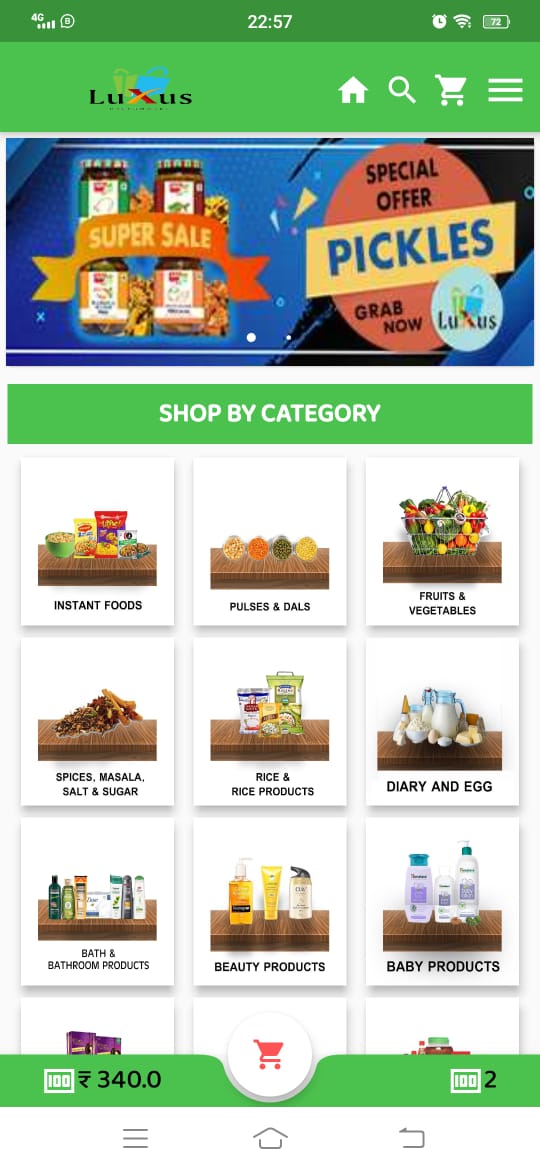 4G
22:57
72
LuXus
SUPER SALE
SPECIAL
OFFER
PICKLES
GRAB
NOW
LuXus
SHOP BY CATEGORY
INSTANT FOODS
PULSES & DALS
FRUITS &
VEGETABLES
SPICES, MASALA,
SALT & SUGAR
RICE &
RICE PRODUCTS
DIARY AND EGG
BATH &
BATHROOM PRODUCTS
BEAUTY PRODUCTS
BABY PRODUCTS
100 ₹ 340.0
100 2